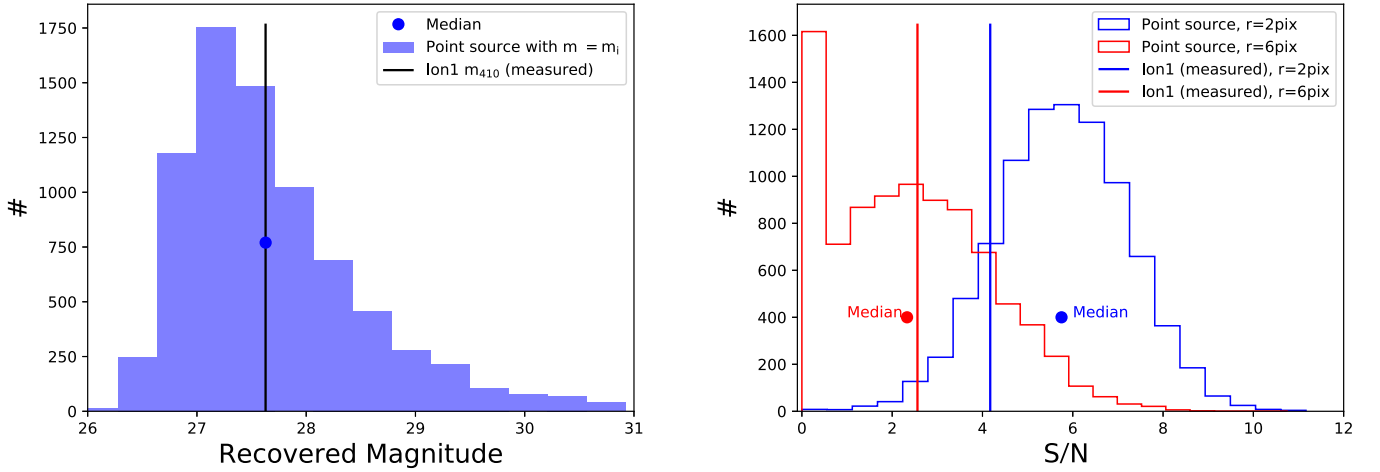 1750
1500
1250
1000
750
500
250
0
#
26
27
28
29
30
31
Recovered Magnitude
Median
Point source with m = mᵢ
Ion1 m₄₁₀ (measured)
1600
1400
1200
1000
800
600
400
200
0
#
0
2
4
6
8
10
12
S/N
Point source, r=2pix
Point source, r=6pix
Ion1 (measured), r=2pix
Ion1 (measured), r=6pix
Median
Median